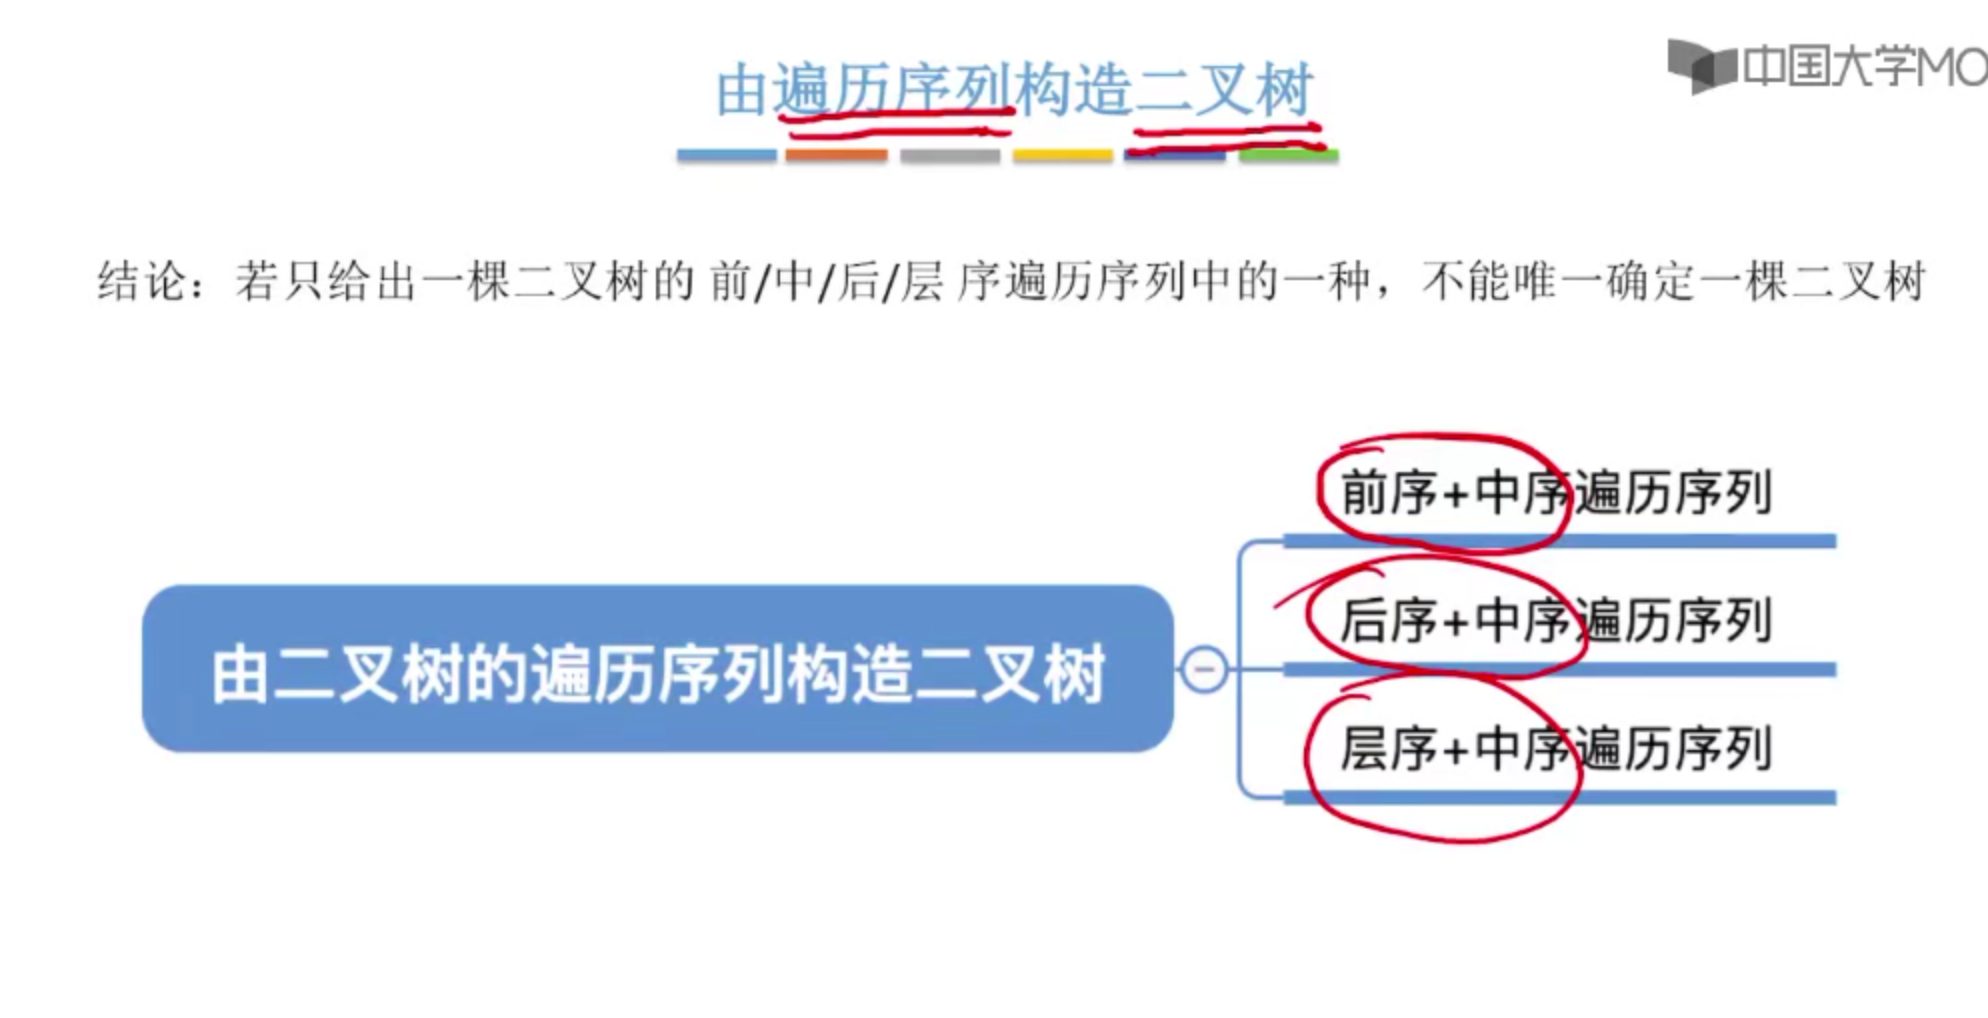 中国大学MO
由遍历序列构造二叉树
结论：若只给出一棵二叉树的 前/中/后/层 序遍历序列中的一种，不能唯一确定一棵二叉树
由二叉树的遍历序列构造二叉树
前序+中序遍历序列
后序+中序遍历序列
层序+中序遍历序列